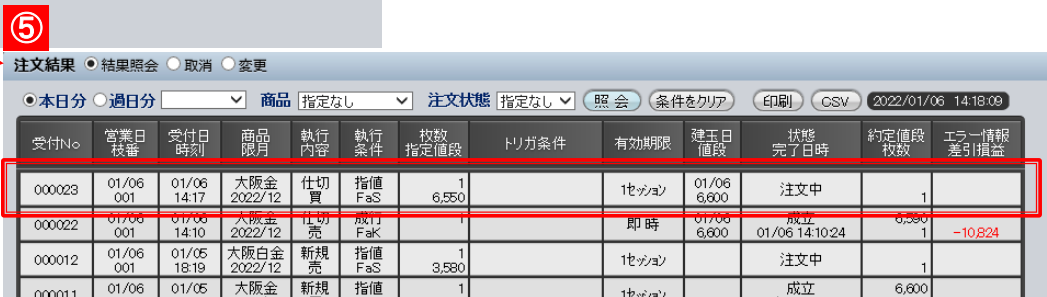 ⑤
注文結果 結果照会 取消 変更
本日分 過日分 商品 指定なし 注文状態 指定なし 照会 条件をクリア 印刷 CSV 2022/01/06 14:18:09
受付No 営業日 受付日 商品 執行 執行 枚数 トリガ条件 有効期限 建玉日 状態 約定値段 エラー情報
枝番 時刻 限月 内容 条件 指定値段 値段 完了日時 枚数 差引損益
000023 01/06 01/06 大阪金 仕切 指値 1 1セッション 01/06 注文中
001 14:17 2022/12 買 FaS 6,550 6,600 1
000022 01/06 01/06 大阪金 仕切 成行 1 即時 01/06 成立 6,590
001 14:10 2022/12 売 FaK 6,600 01/06 14:10:24 1 -10,824
000012 01/06 01/05 大阪白金 新規 指値 1 1セッション 注文中
001 18:19 2022/12 売 FaS 3,580 1
000011 01/06 01/05 大阪金 新規 指値 1 1セッション 成立 6,600